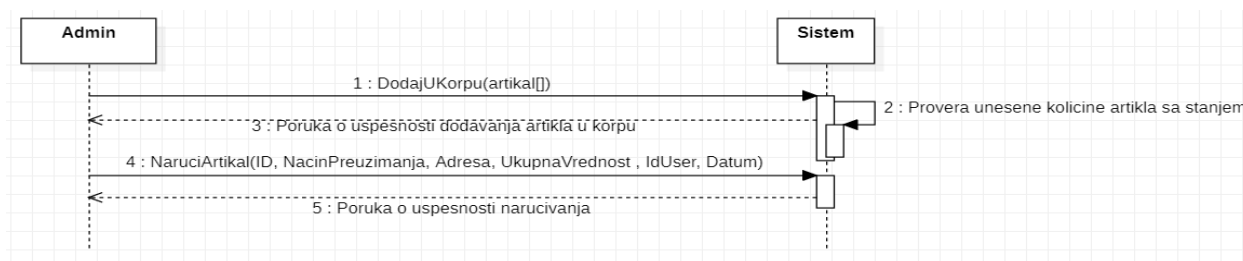 Admin
Sistem
1 : DodajUKorpu(artikal[])
2 : Provera unesene kolicine artikla sa stanjem
3 : Poruka o uspesnosti dodavanja artikla u korpu
4 : NaruciArtikal(ID, NacinPreuzimanja, Adresa, UkupnaVrednost , IdUser, Datum)
5 : Poruka o uspesnosti narucivanja